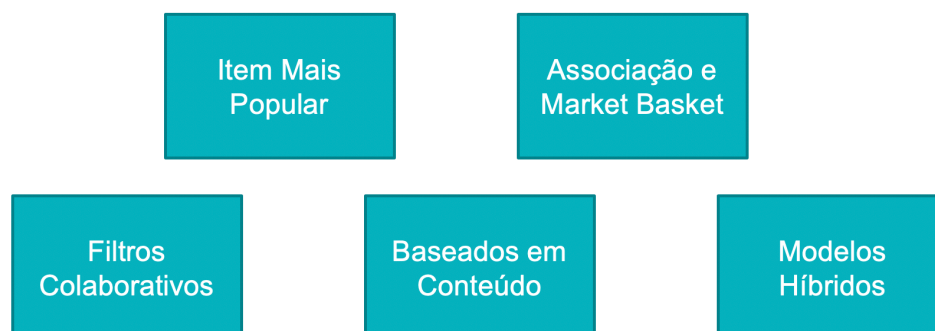 Item Mais
Popular
Associação e
Market Basket
Filtros
Colaborativos
Baseados em
Conteúdo
Modelos
Híbridos